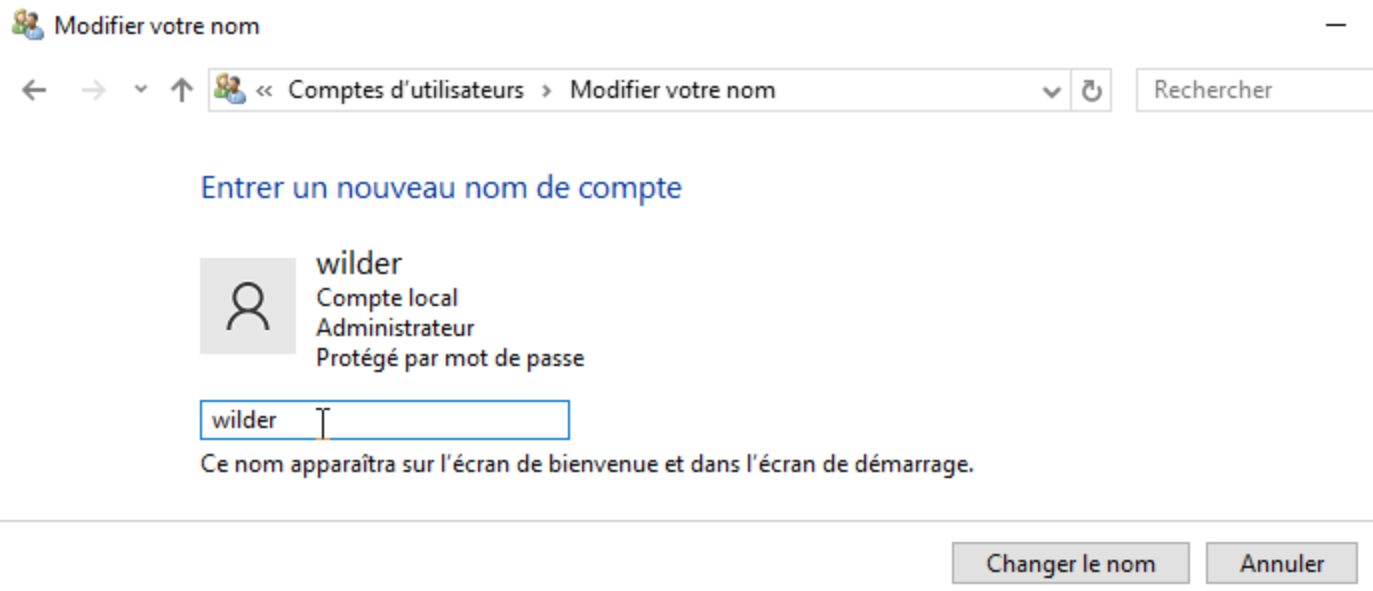 Modifier votre nom
« Comptes d'utilisateurs > Modifier votre nom Rechercher
Entrer un nouveau nom de compte
wilder
Compte local
Administrateur
Protégé par mot de passe
wilder
Ce nom apparaîtra sur l'écran de bienvenue et dans l'écran de démarrage.
Changer le nom Annuler